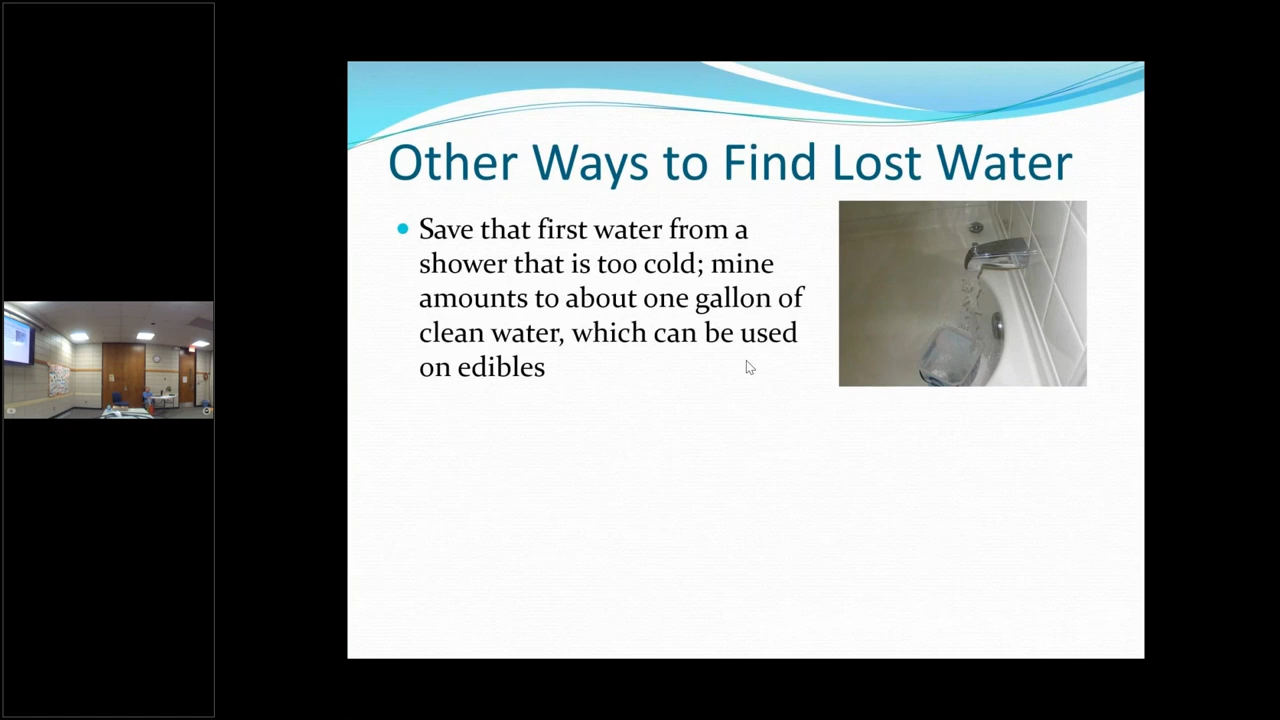 Other Ways to Find Lost Water
Save that first water from a
shower that is too cold; mine
amounts to about one gallon of
clean water, which can be used
on edibles